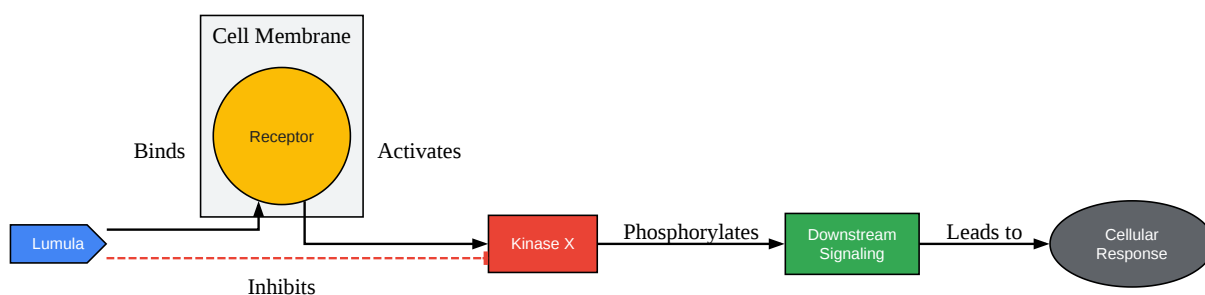 Cell Membrane
Receptor
Binds
Activates
Lumula
Kinase X
Phosphorylates
Downstream
Signaling
Leads to
Cellular
Response
Inhibits